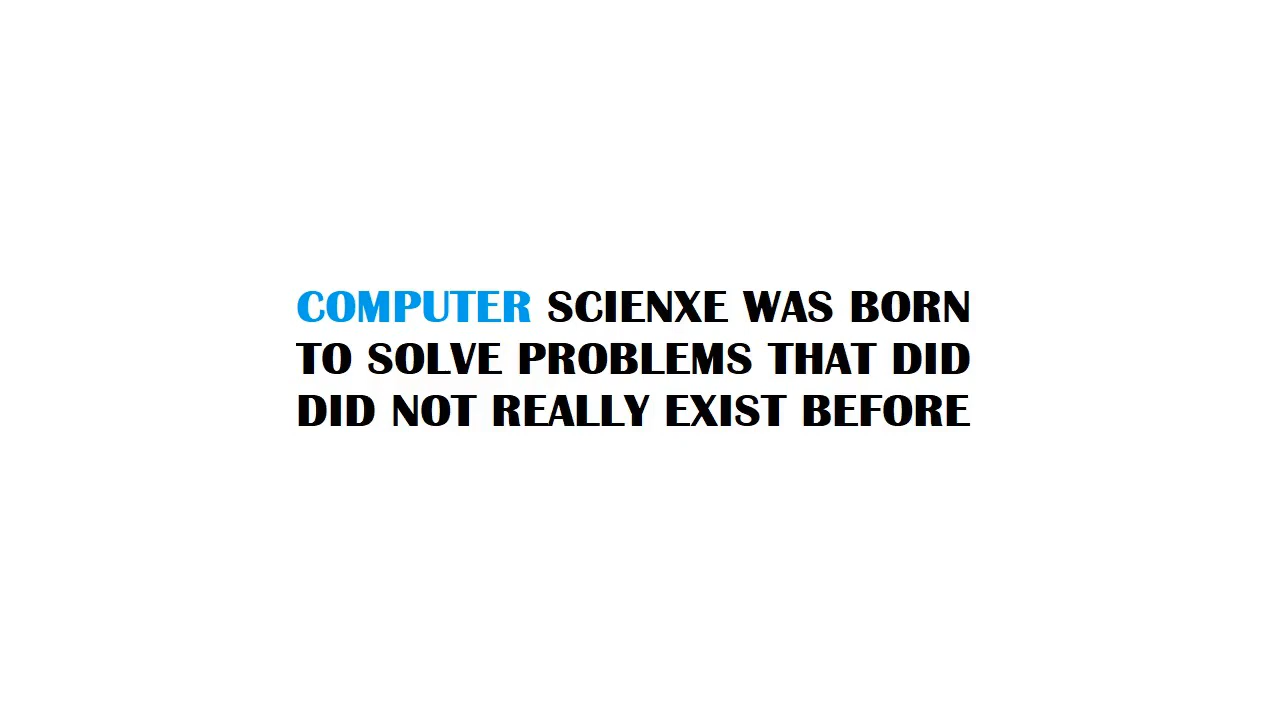 COMPUTER SCIENXE WAS BORN
TO SOLVE PROBLEMS THAT DID
DID NOT REALLY EXIST BEFORE